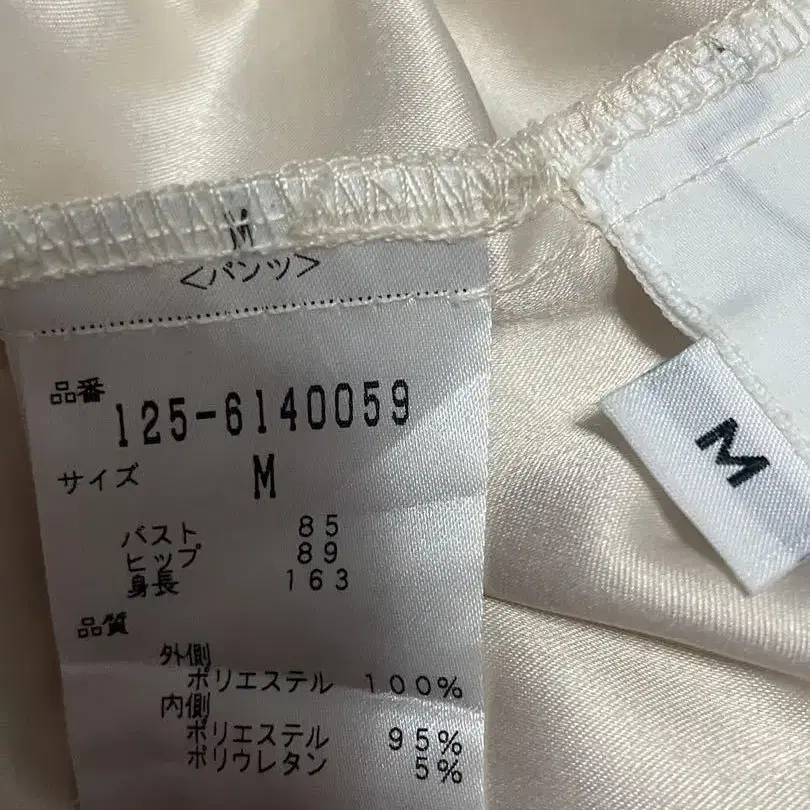 M
<パンツ>
品番 125-6140059
サイズ M
バスト 85
ヒップ 89
身長 163
品質
外側
ポリエステル 100%
内側
ポリエステル 95%
ポリウレタン 5%
M